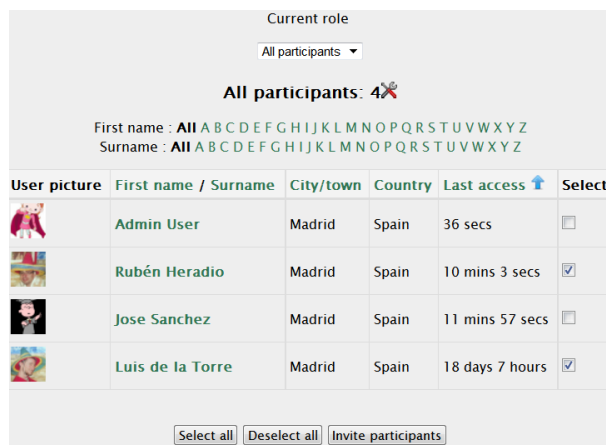 Current role
All participants
All participants: 4
First name : All A B C D E F G H I J K L M N O P Q R S T U V W X Y Z
Surname : All A B C D E F G H I J K L M N O P Q R S T U V W X Y Z
User picture First name / Surname City/town Country Last access Select
Admin User Madrid Spain 36 secs
Rubén Heradio Madrid Spain 10 mins 3 secs
Jose Sanchez Madrid Spain 11 mins 57 secs
Luis de la Torre Madrid Spain 18 days 7 hours
Select all Deselect all Invite participants